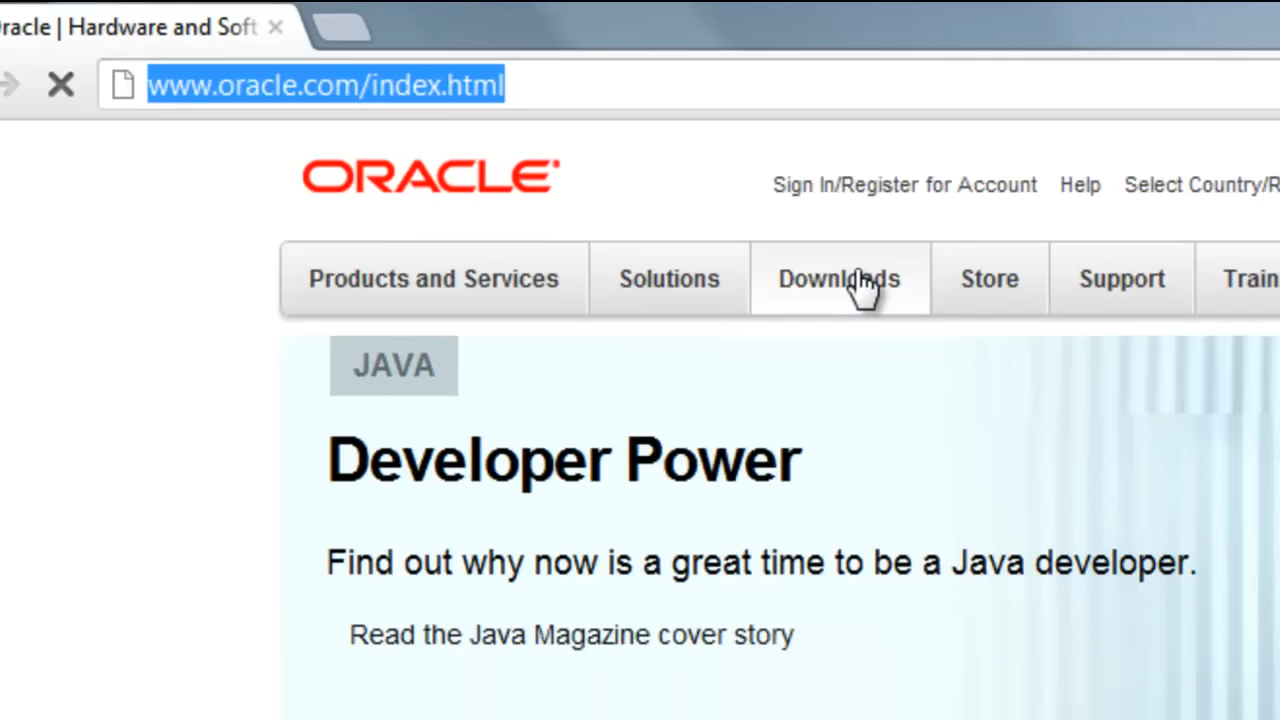 racle | Hardware and Soft
www.oracle.com/index.html
ORACLE
Sign In/Register for Account Help Select Country/R
Products and Services Solutions Downloads Store Support Train
JAVA
Developer Power
Find out why now is a great time to be a Java developer.
Read the Java Magazine cover story